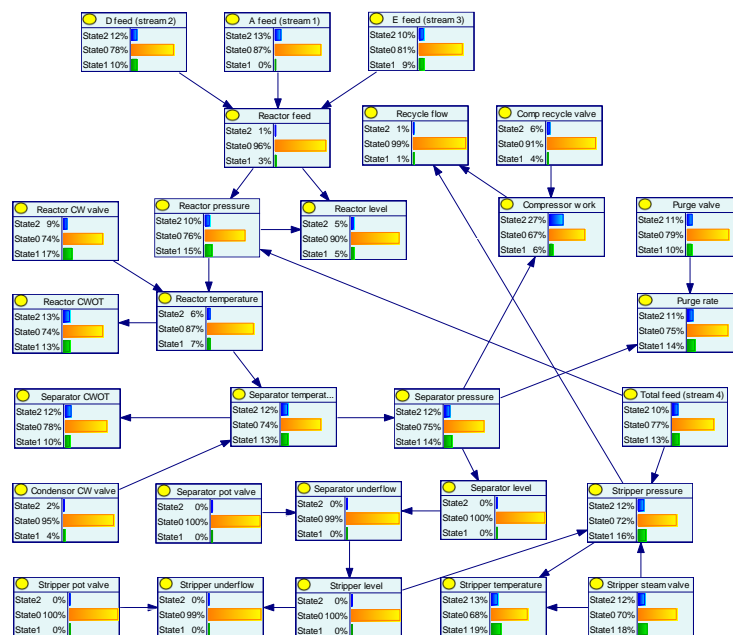 D feed (stream 2)
State2 12%
State0 78%
State1 10%
A feed (stream 1)
State2 13%
State0 87%
State1 0%
E feed (stream 3)
State2 10%
State0 81%
State1 9%
Reactor feed
State2 1%
State0 96%
State1 3%
Recycle flow
State2 1%
State0 99%
State1 1%
Comp recycle valve
State2 6%
State0 91%
State1 4%
Reactor CW valve
State2 9%
State0 74%
State1 17%
Reactor pressure
State2 10%
State0 76%
State1 15%
Reactor level
State2 5%
State0 90%
State1 5%
Compressor work
State2 27%
State0 67%
State1 6%
Purge valve
State2 11%
State0 79%
State1 10%
Reactor CWOT
State2 13%
State0 74%
State1 13%
Reactor temperature
State2 6%
State0 87%
State1 7%
Purge rate
State2 11%
State0 75%
State1 14%
Separator CWOT
State2 12%
State0 78%
State1 10%
Separator temperat...
State2 12%
State0 74%
State1 13%
Separator pressure
State2 12%
State0 75%
State1 14%
Total feed (stream 4)
State2 10%
State0 77%
State1 13%
Condensor CW valve
State2 2%
State0 95%
State1 4%
Separator pot valve
State2 0%
State0 100%
State1 0%
Separator underflow
State2 0%
State0 99%
State1 0%
Separator level
State2 0%
State0 100%
State1 0%
Stripper pressure
State2 12%
State0 72%
State1 16%
Stripper pot valve
State2 0%
State0 100%
State1 0%
Stripper underflow
State2 0%
State0 99%
State1 0%
Stripper level
State2 0%
State0 100%
State1 0%
Stripper temperature
State2 13%
State0 68%
State1 19%
Stripper steam valve
State2 12%
State0 70%
State1 18%